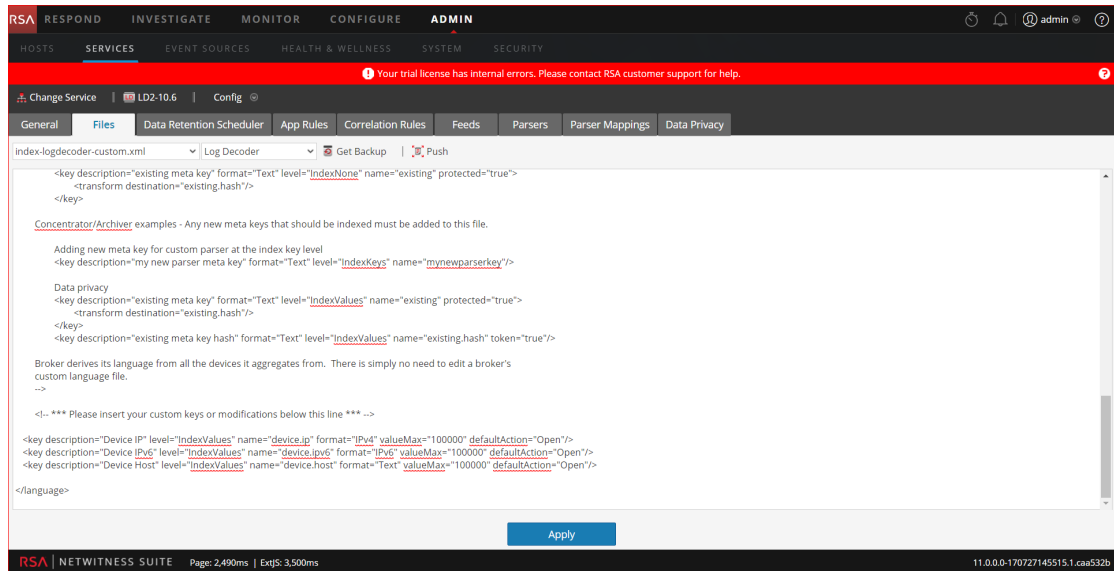 RSA RESPOND INVESTIGATE MONITOR CONFIGURE ADMIN admin
HOSTS SERVICES EVENT SOURCES HEALTH & WELLNESS SYSTEM SECURITY
Your trial license has internal errors. Please contact RSA customer support for help.
Change Service | LD2-10.6 | Config
General Files Data Retention Scheduler App Rules Correlation Rules Feeds Parsers Parser Mappings Data Privacy
index-logdecoder-custom.xml Log Decoder Get Backup | Push
<key description="existing meta key" format="Text" level="IndexNone" name="existing" protected="true">
<transform destination="existing.hash"/>
</key>
Concentrator/Archiver examples - Any new meta keys that should be indexed must be added to this file.
Adding new meta key for custom parser at the index key level
<key description="my new parser meta key" format="Text" level="IndexKeys" name="mynewparserkey"/>
Data privacy
<key description="existing meta key" format="Text" level="IndexValues" name="existing" protected="true">
<transform destination="existing.hash"/>
</key>
<key description="existing meta key hash" format="Text" level="IndexValues" name="existing.hash" token="true"/>
Broker derives its language from all the devices it aggregates from. There is simply no need to edit a broker's
custom language file.
-->
<!-- *** Please insert your custom keys or modifications below this line *** -->
<key description="Device IP" level="IndexValues" name="device.ip" format="IPv4" valueMax="100000" defaultAction="Open"/>
<key description="Device IPv6" level="IndexValues" name="device.ipv6" format="IPv6" valueMax="100000" defaultAction="Open"/>
<key description="Device Host" level="IndexValues" name="device.host" format="Text" valueMax="100000" defaultAction="Open"/>
</language>
Apply
RSA | NETWITNESS SUITE Page: 2,490ms | ExtJS: 3,500ms 11.0.0.0-170727145515.1.caa532b